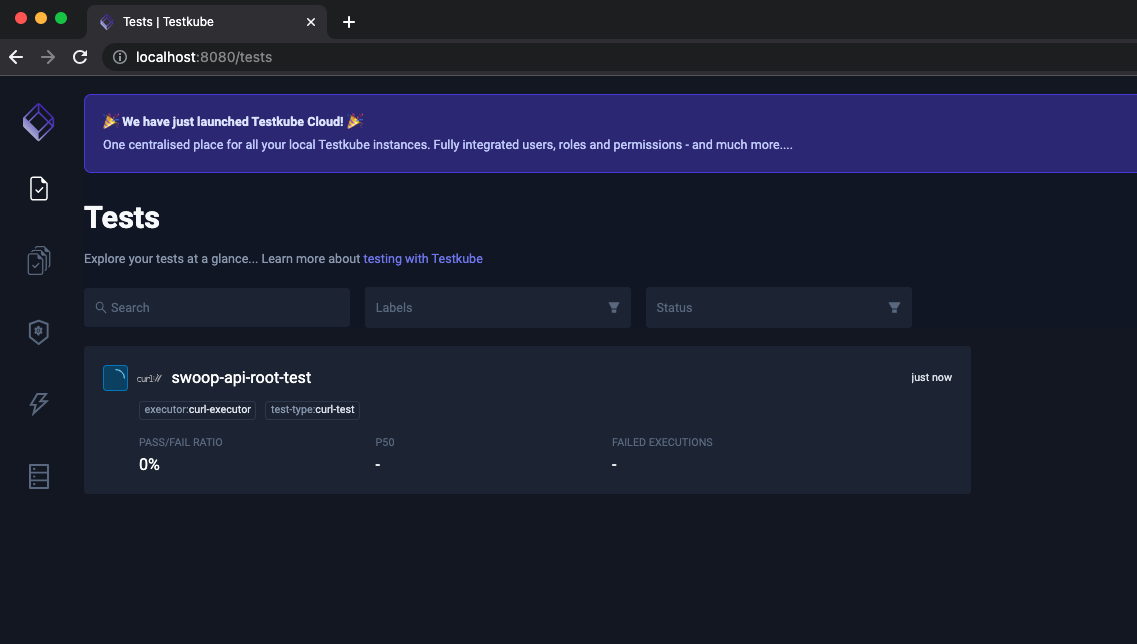 Tests | Testkube
localhost:8080/tests
🎉 We have just launched Testkube Cloud! 🎉
One centralised place for all your local Testkube instances. Fully integrated users, roles and permissions - and much more....
Tests
Explore your tests at a glance... Learn more about testing with Testkube
Search
Labels
Status
curl:// swoop-api-root-test
just now
executor:curl-executor
test-type:curl-test
PASS/FAIL RATIO
P50
FAILED EXECUTIONS
0%
-
-